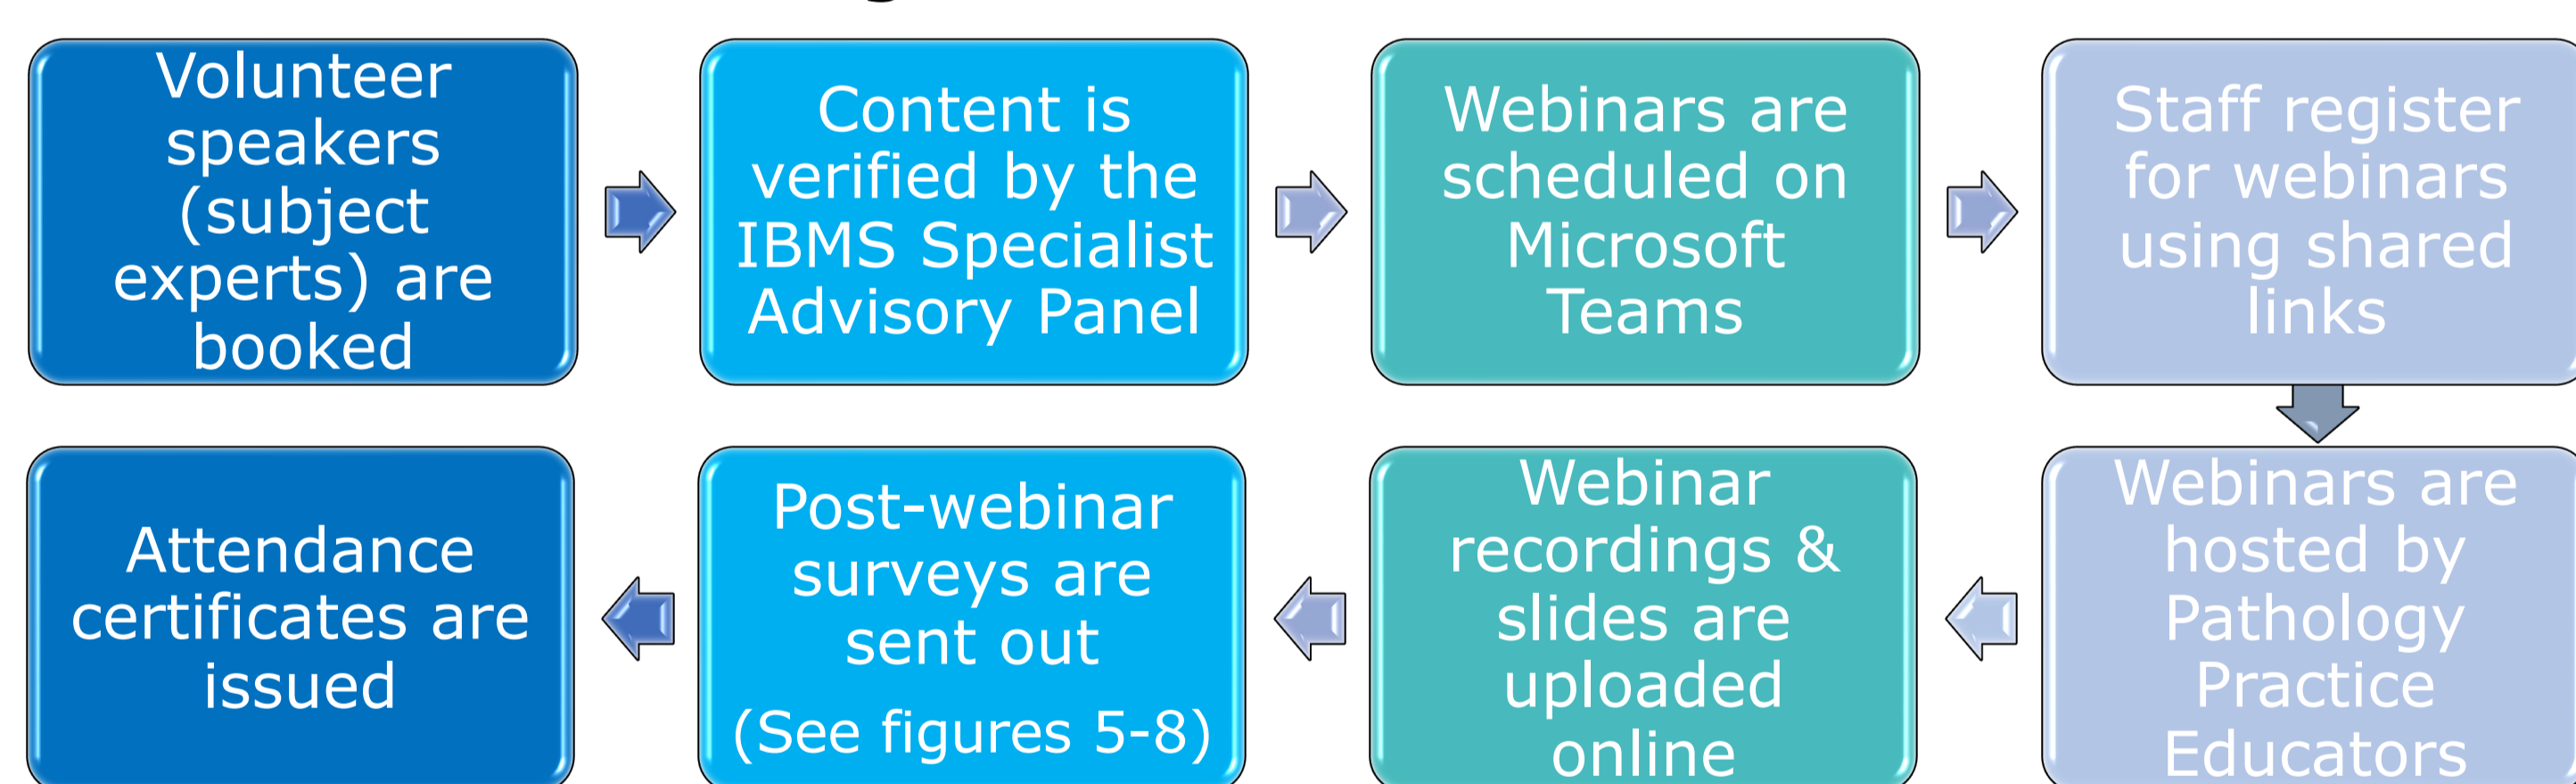 Volunteer
speakers
(subject
experts) are
booked
Content is
verified by the
IBMS Specialist
Advisory Panel
Webinars are
scheduled on
Microsoft
Teams
Staff register
for webinars
using shared
links
Webinars are
hosted by
Pathology
Practice
Educators
Webinar
recordings &
slides are
uploaded
online
Post-webinar
surveys are
sent out
(See figures 5-8)
Attendance
certificates are
issued